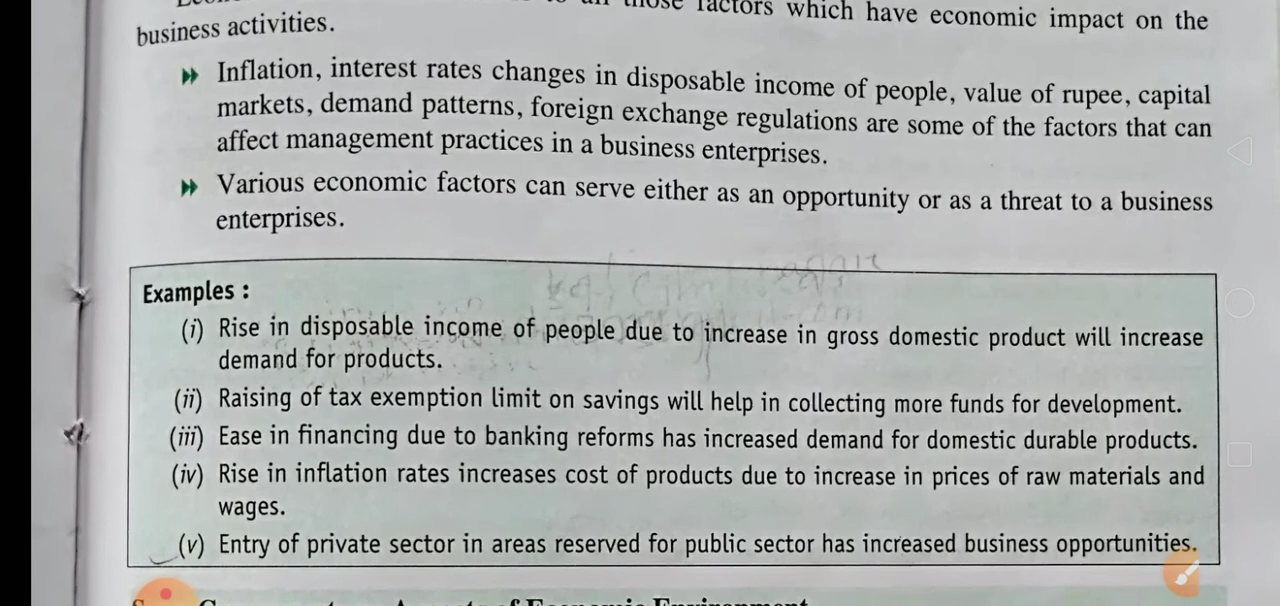 those factors which have economic impact on the
business activities.
Inflation, interest rates changes in disposable income of people, value of rupee, capital
markets, demand patterns, foreign exchange regulations are some of the factors that can
affect management practices in a business enterprises.
Various economic factors can serve either as an opportunity or as a threat to a business
enterprises.
Examples :
(i) Rise in disposable income of people due to increase in gross domestic product will increase
demand for products.
(ii) Raising of tax exemption limit on savings will help in collecting more funds for development.
(iii) Ease in financing due to banking reforms has increased demand for domestic durable products.
(iv) Rise in inflation rates increases cost of products due to increase in prices of raw materials and
wages.
(v) Entry of private sector in areas reserved for public sector has increased business opportunities.
Aspects of Economic Environment